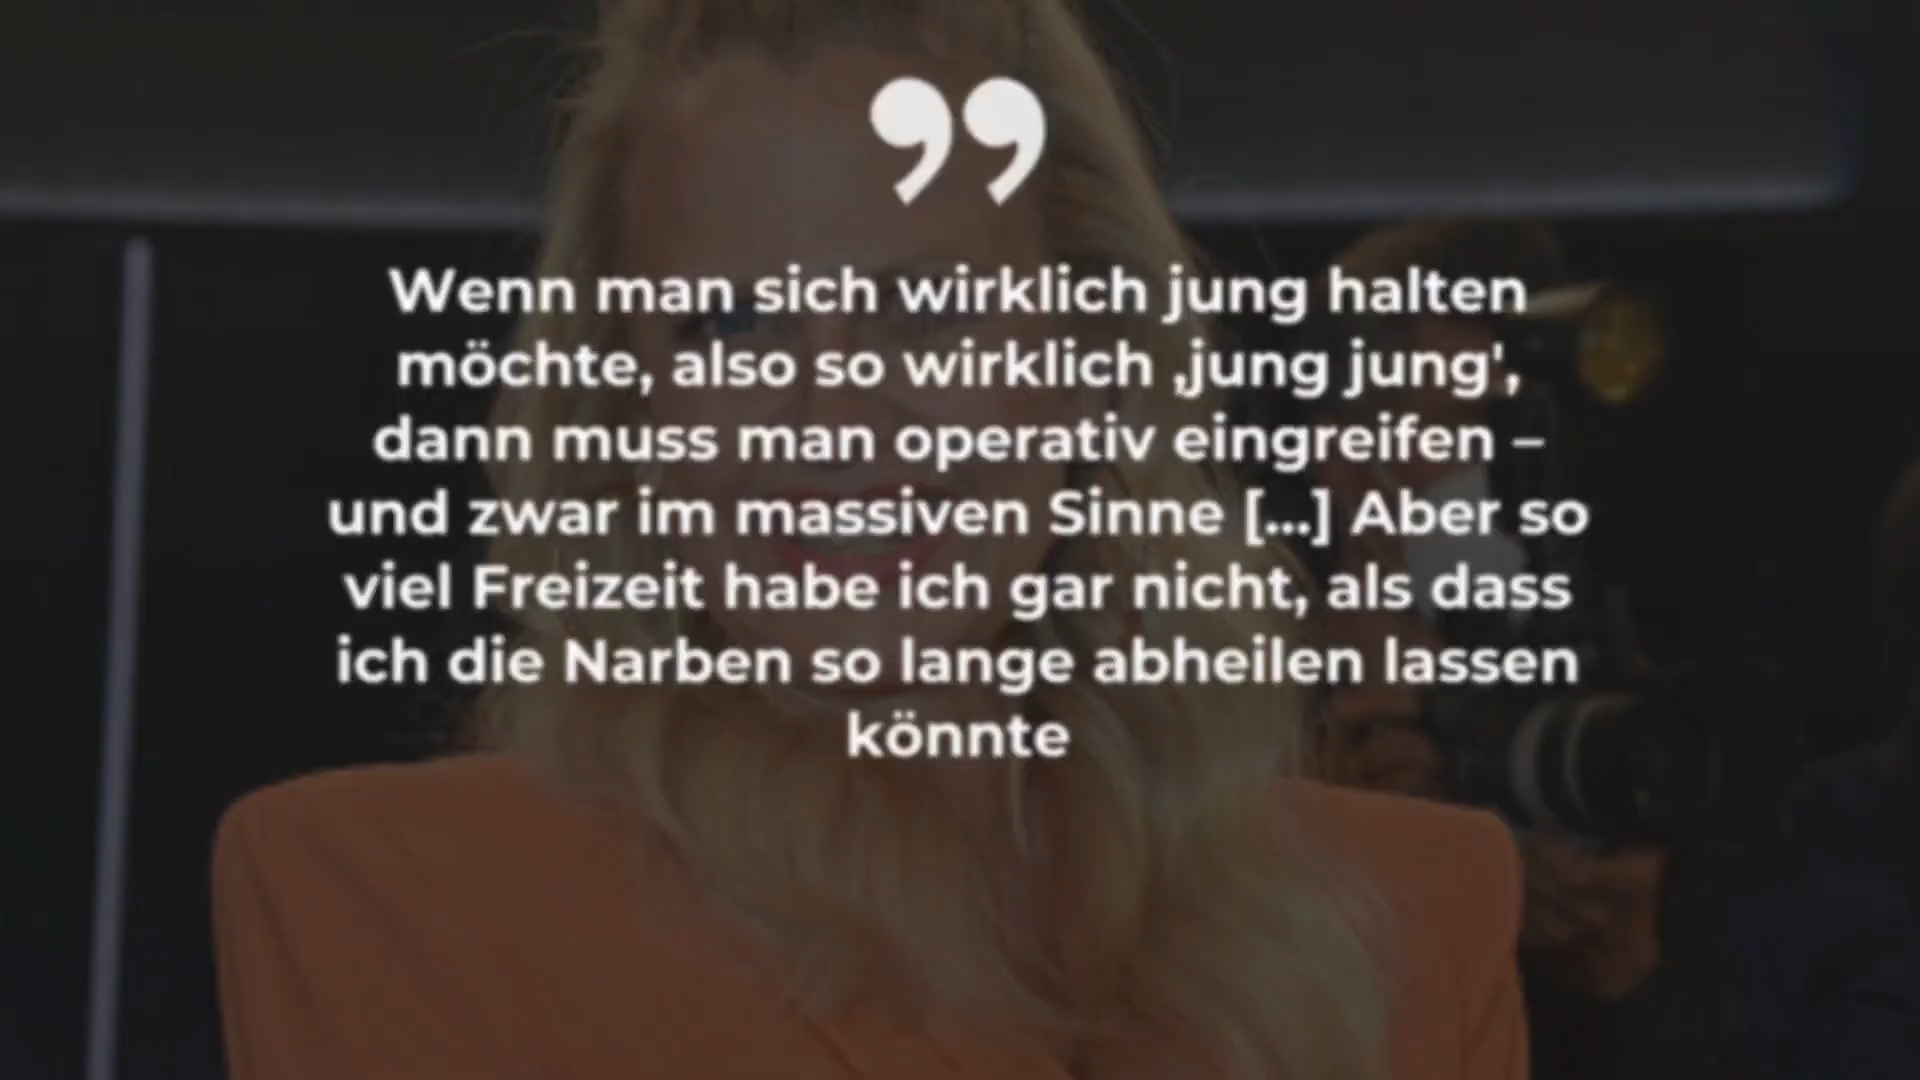 ”
Wenn man sich wirklich jung halten
möchte, also so wirklich ‚jung jung',
dann muss man operativ eingreifen –
und zwar im massiven Sinne [...] Aber so
viel Freizeit habe ich gar nicht, als dass
ich die Narben so lange abheilen lassen
könnte